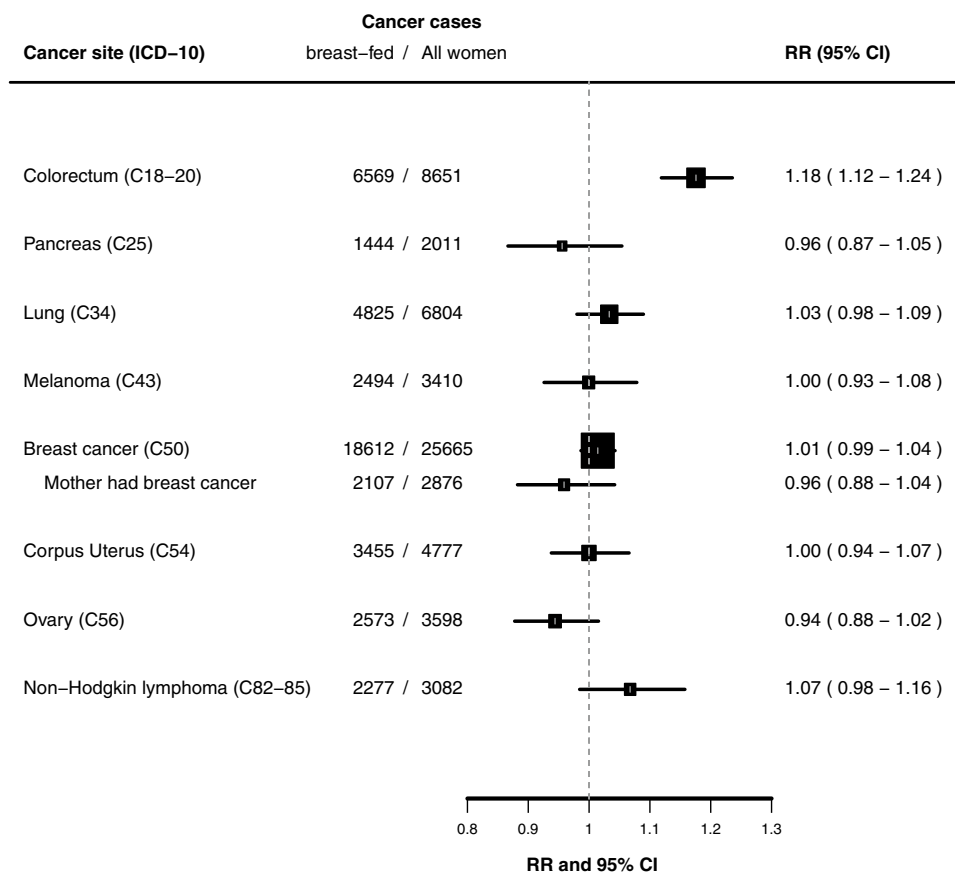 Cancer cases
Cancer site (ICD−10) breast−fed / All women RR (95% CI)
Colorectum (C18−20) 6569 / 8651 1.18 ( 1.12 − 1.24 )
Pancreas (C25) 1444 / 2011 0.96 ( 0.87 − 1.05 )
Lung (C34) 4825 / 6804 1.03 ( 0.98 − 1.09 )
Melanoma (C43) 2494 / 3410 1.00 ( 0.93 − 1.08 )
Breast cancer (C50) 18612 / 25665 1.01 ( 0.99 − 1.04 )
Mother had breast cancer 2107 / 2876 0.96 ( 0.88 − 1.04 )
Corpus Uterus (C54) 3455 / 4777 1.00 ( 0.94 − 1.07 )
Ovary (C56) 2573 / 3598 0.94 ( 0.88 − 1.02 )
Non−Hodgkin lymphoma (C82−85) 2277 / 3082 1.07 ( 0.98 − 1.16 )
0.8 0.9 1 1.1 1.2 1.3
RR and 95% CI